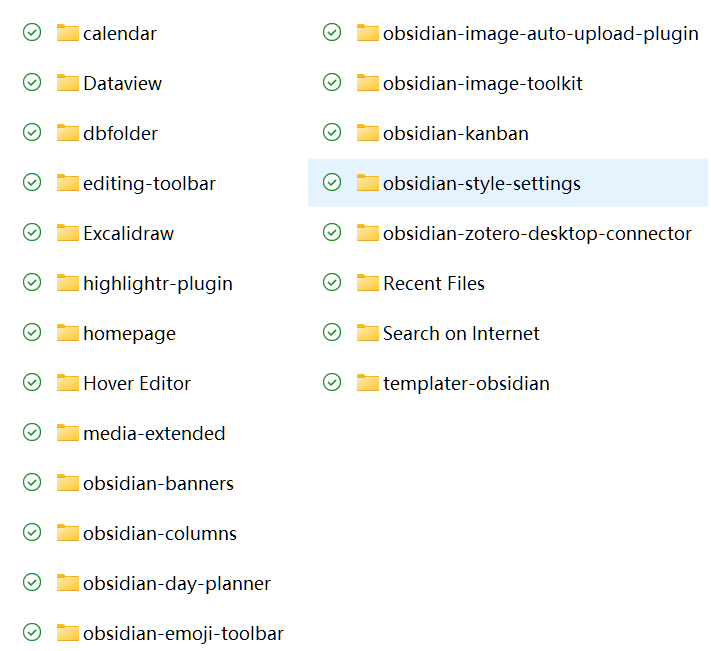 calendar
Dataview
dbfolder
editing-toolbar
Excalidraw
highlightr-plugin
homepage
Hover Editor
media-extended
obsidian-banners
obsidian-columns
obsidian-day-planner
obsidian-emoji-toolbar
obsidian-image-auto-upload-plugin
obsidian-image-toolkit
obsidian-kanban
obsidian-style-settings
obsidian-zotero-desktop-connector
Recent Files
Search on Internet
templater-obsidian